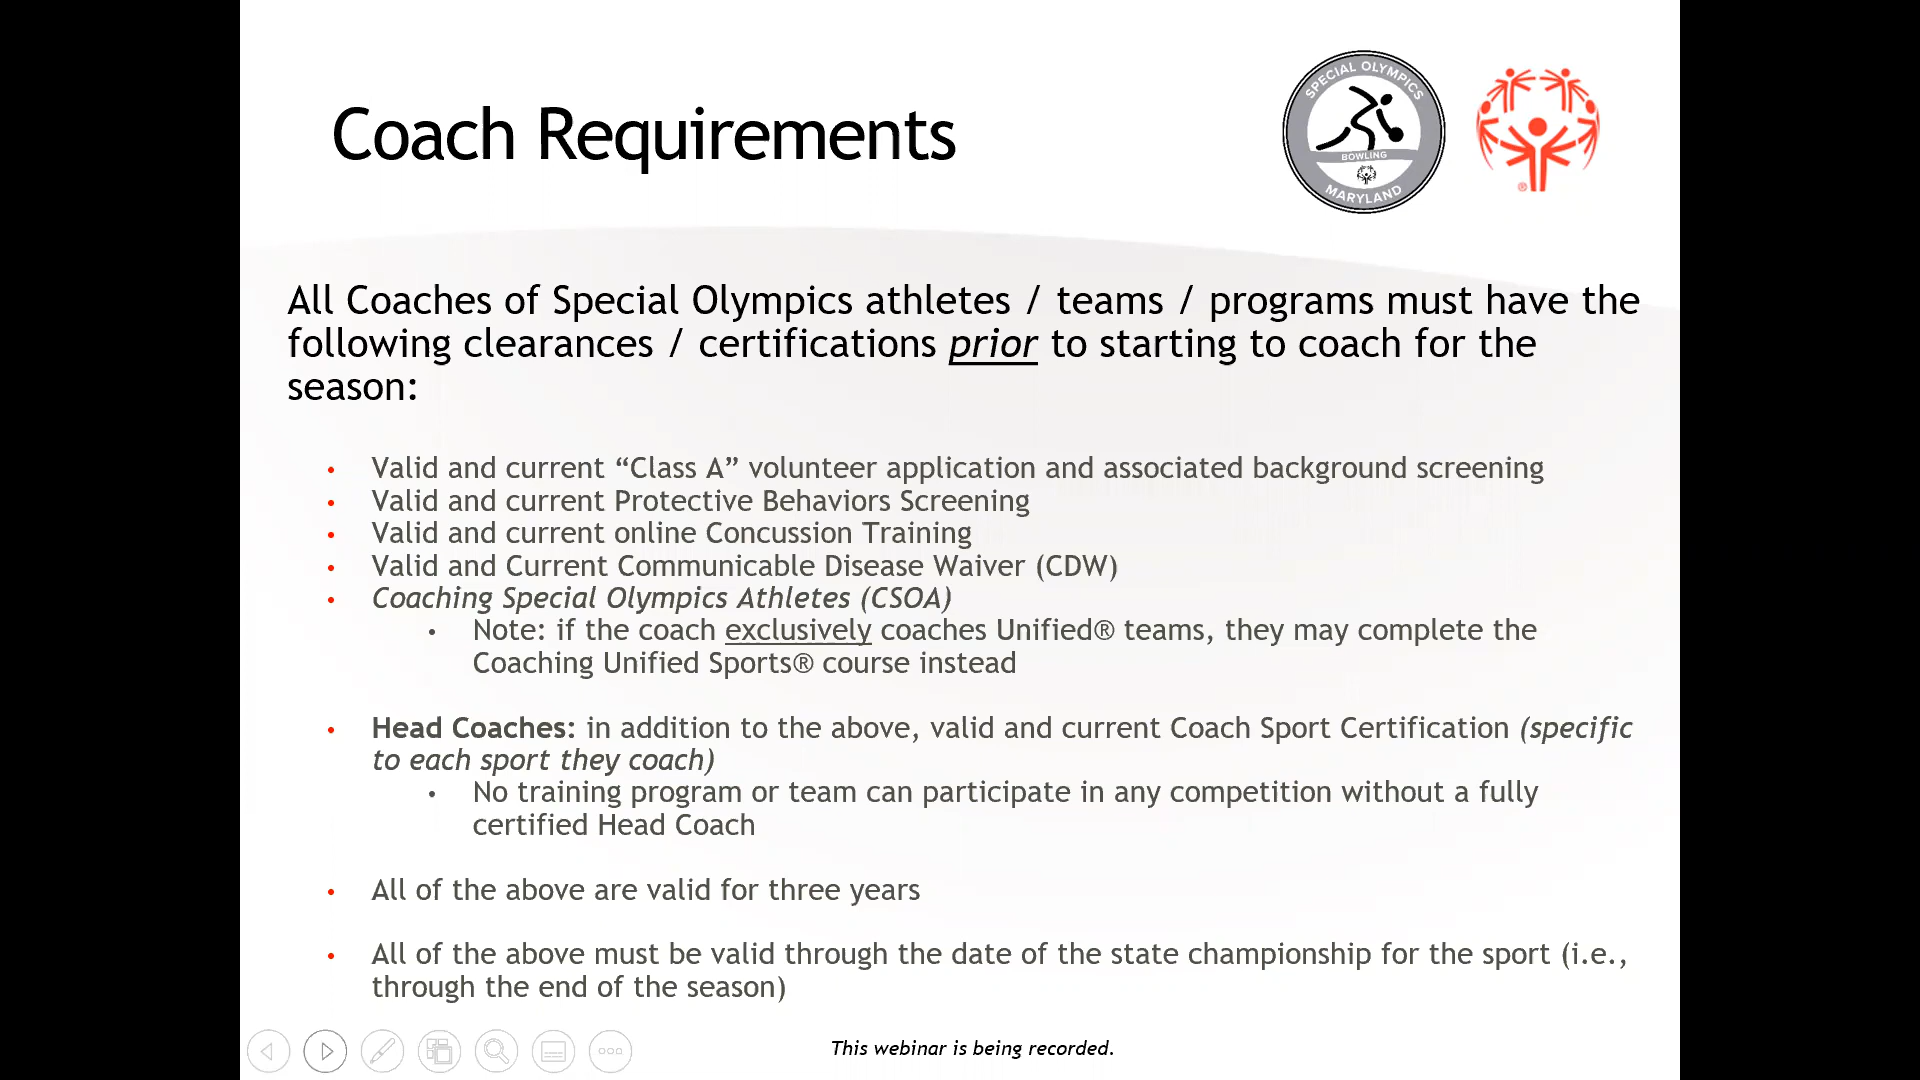 Coach Requirements
SPECIAL OLYMPICS
BOWLING
MARYLAND
®
All Coaches of Special Olympics athletes / teams / programs must have the
following clearances / certifications prior to starting to coach for the
season:
• Valid and current “Class A” volunteer application and associated background screening
• Valid and current Protective Behaviors Screening
• Valid and current online Concussion Training
• Valid and Current Communicable Disease Waiver (CDW)
• Coaching Special Olympics Athletes (CSOA)
• Note: if the coach exclusively coaches Unified® teams, they may complete the
Coaching Unified Sports® course instead
• Head Coaches: in addition to the above, valid and current Coach Sport Certification (specific
to each sport they coach)
• No training program or team can participate in any competition without a fully
certified Head Coach
• All of the above are valid for three years
• All of the above must be valid through the date of the state championship for the sport (i.e.,
through the end of the season)
This webinar is being recorded.